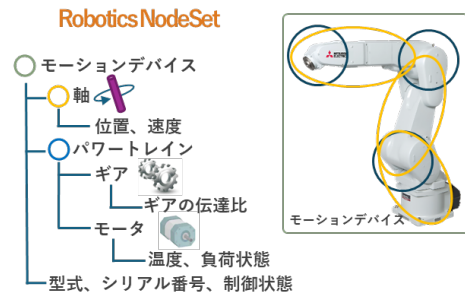 Robotics NodeSet
モーションデバイス
軸
位置、速度
パワートレイン
ギア
ギアの伝達比
モータ
温度、負荷状態
型式、シリアル番号、制御状態
モーションデバイス